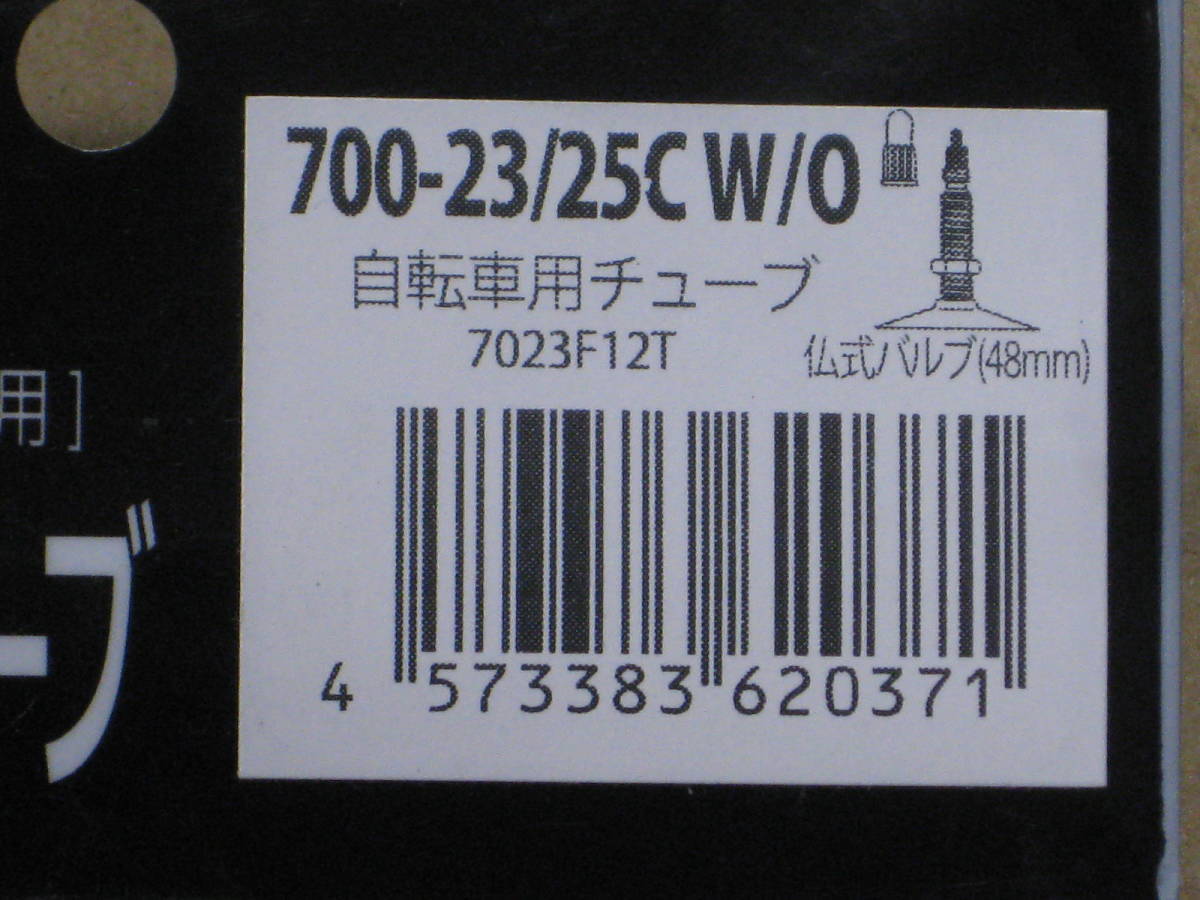 700-23/25C W/O
自転車用チューブ
7023F12T
仏式バルブ(48mm)
4 573383 620371
用]
ーブ